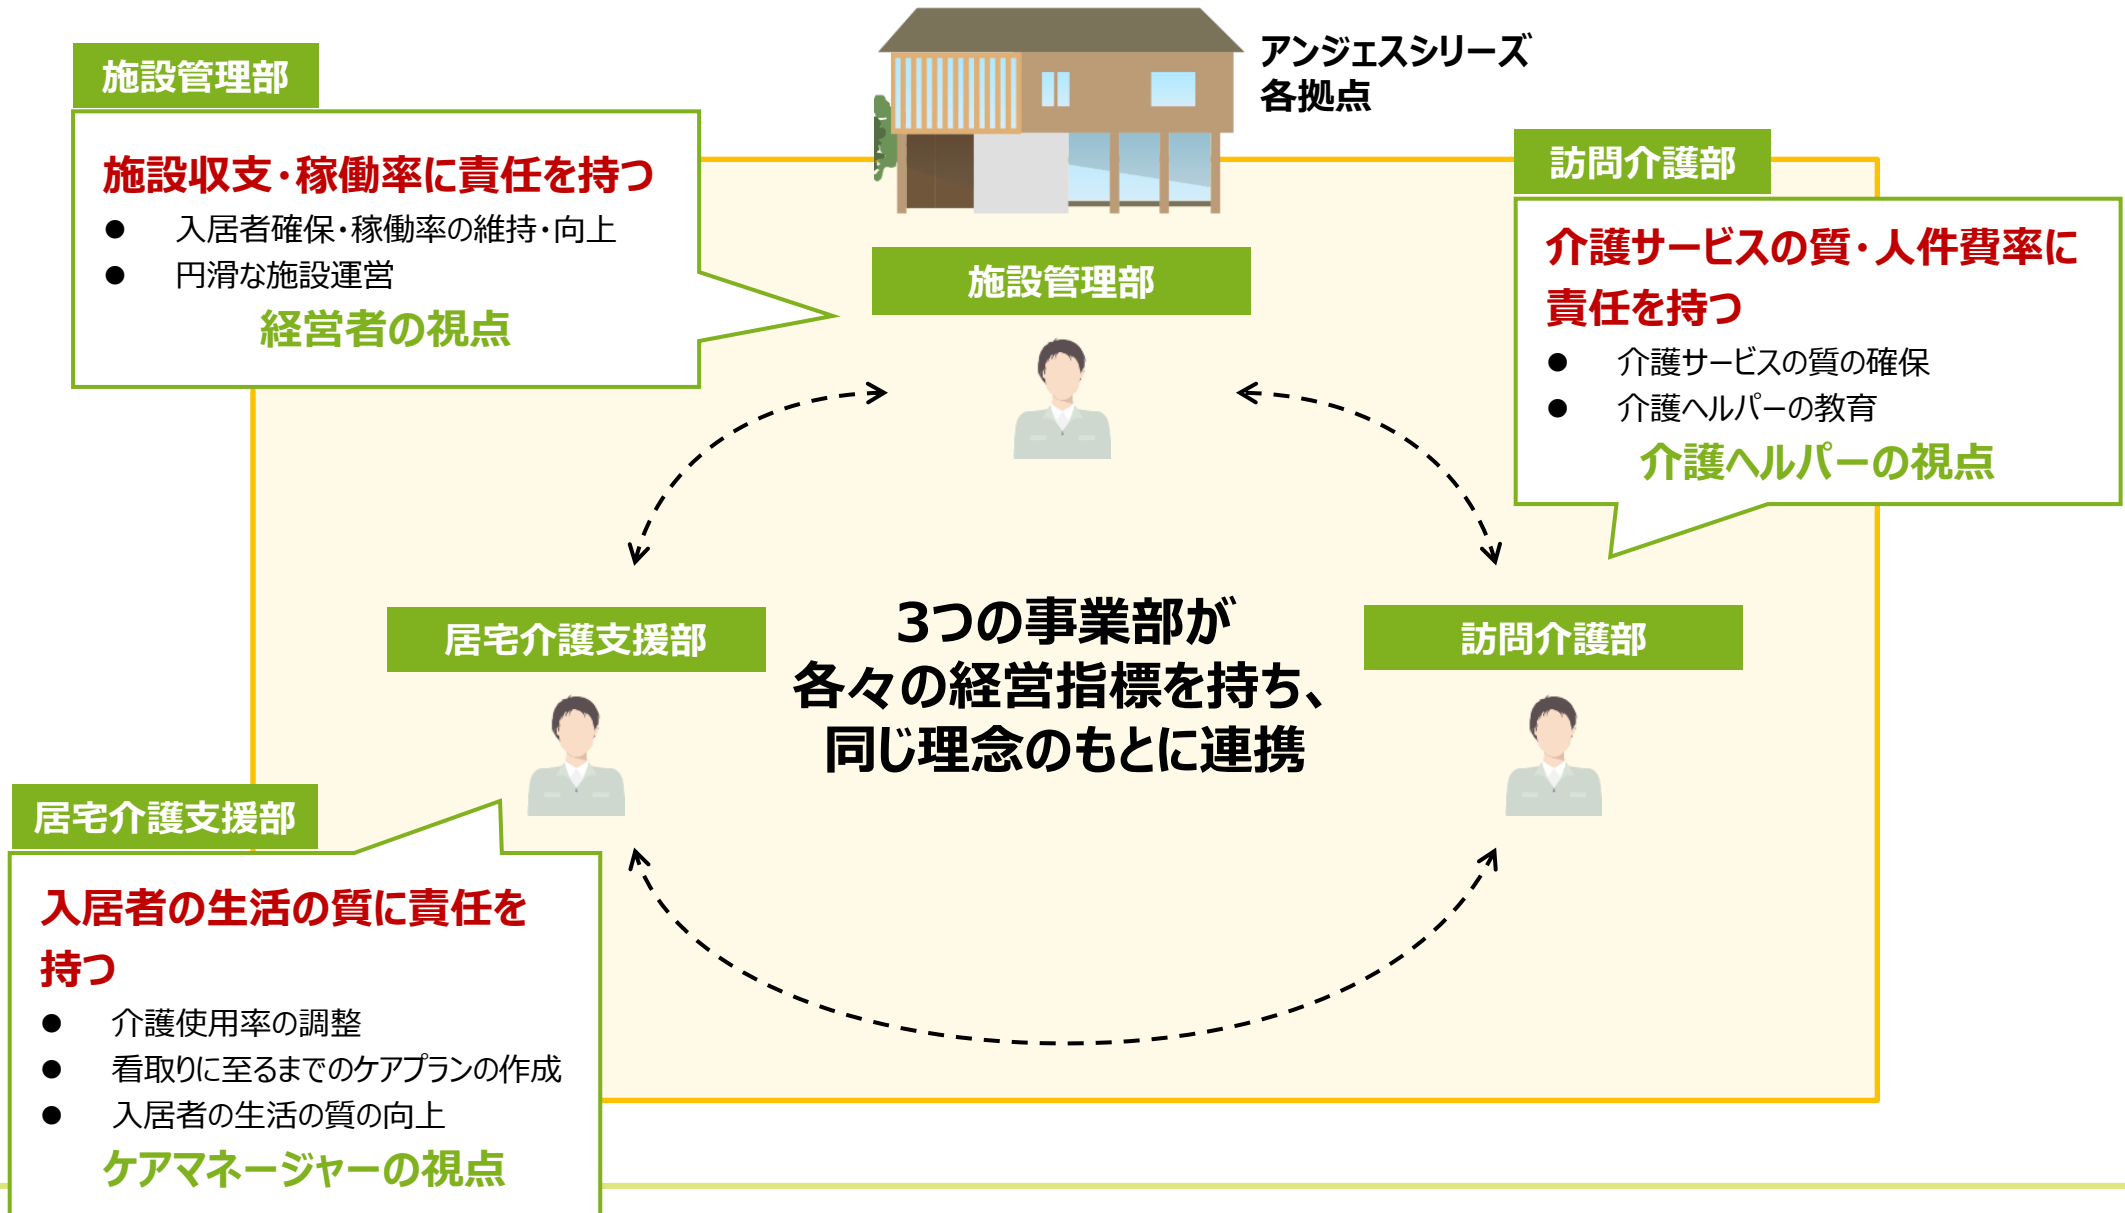 アンジェスシリーズ
各拠点
施設管理部
施設収支・稼働率に責任を持つ
● 入居者確保・稼働率の維持・向上
● 円滑な施設運営
経営者の視点
訪問介護部
介護サービスの質・人件費率に
責任を持つ
● 介護サービスの質の確保
● 介護ヘルパーの教育
介護ヘルパーの視点
施設管理部
居宅介護支援部
3つの事業部が
各々の経営指標を持ち、
同じ理念のもとに連携
訪問介護部
居宅介護支援部
入居者の生活の質に責任を
持つ
● 介護使用率の調整
● 看取りに至るまでのケアプランの作成
● 入居者の生活の質の向上
ケアマネージャーの視点